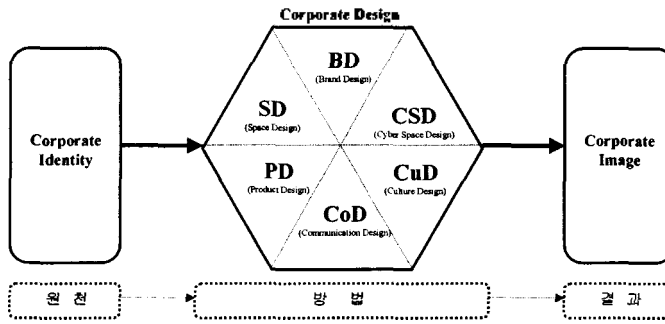 Corporate Design
BD
(Brand Design)
SD
(Space Design)
CSD
(Cyber Space Design)
Corporate
Identity
Corporate
Image
PD
(Product Design)
CuD
(Culture Design)
CoD
(Communication Design)
원 천
방 법
결 과